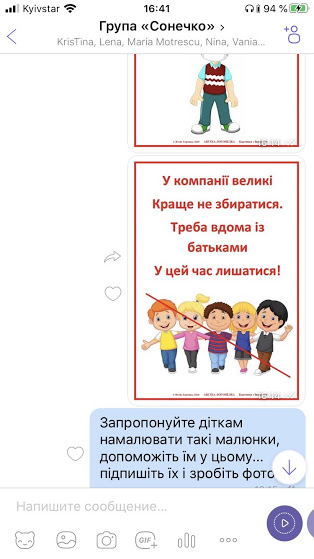 Kyivstar
16:41
94 %
Група «Сонечко»
KrisTina, Lena, Maria Motrescu, Nina, Vania...
У компанії великі
Краще не збиратися.
Треба вдома із
батьками
У цей час лишатися!
Запропонуйте діткам
намалювати такі малюнки,
допоможіть їм у цьому...
підпишіть їх і зробіть фото
Напишите сообщение...
GIF